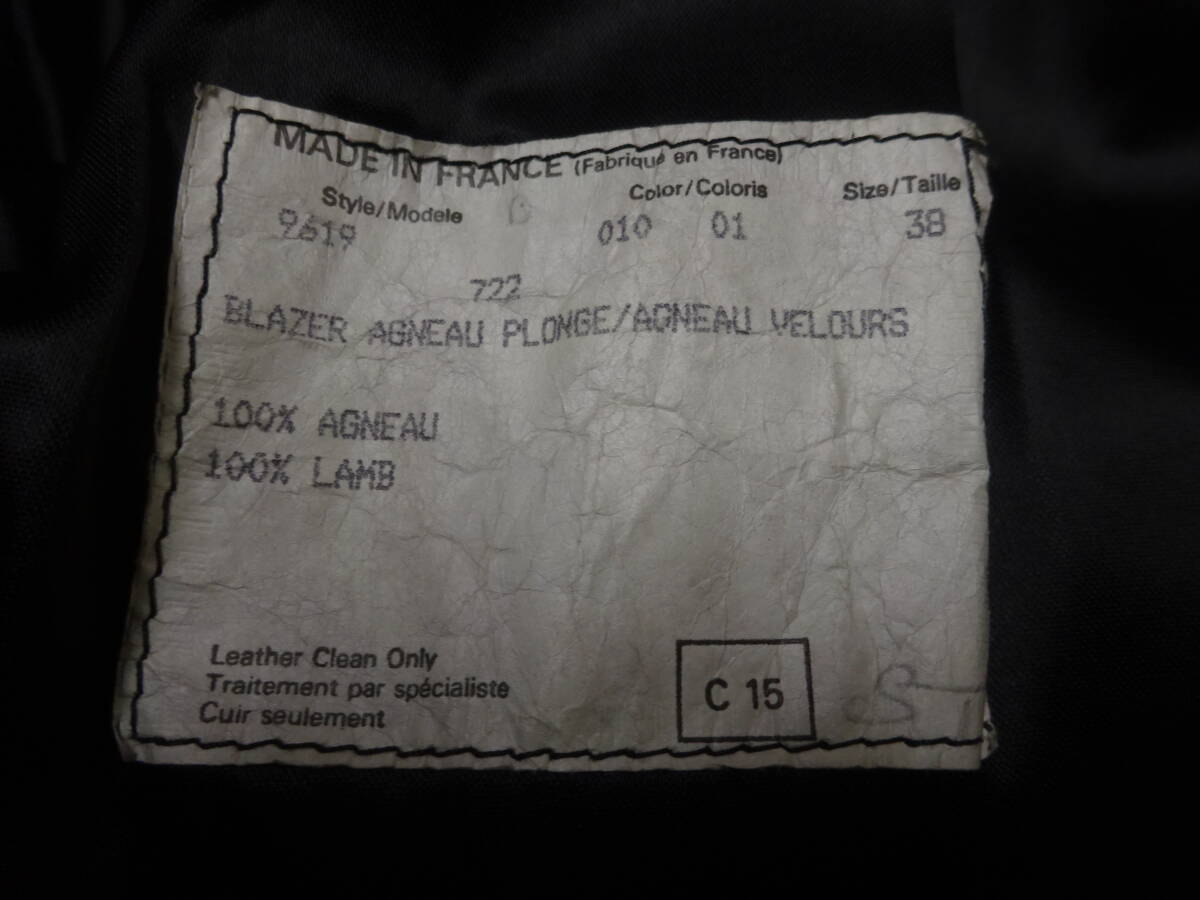 MADE IN FRANCE (Fabriqué en France)
Style/Modele Color/Coloris Size/Taille
9619 010 01 38
722
BLAZER AGNEAU PLONGE/AGNEAU VELOURS
100% AGNEAU
100% LAMB
Leather Clean Only
Traitement par spécialiste
Cuir seulement
C 15